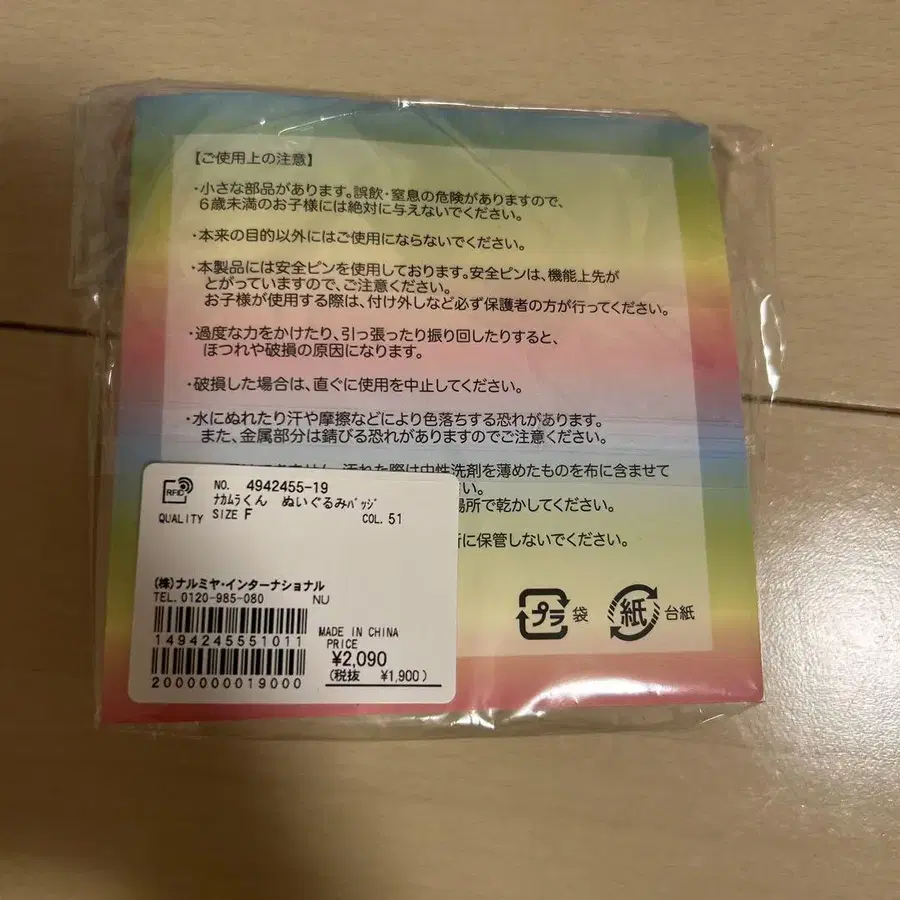 【ご使用上の注意】
・小さな部品があります。誤飲・窒息の危険がありますので、
6歳未満のお子様には絶対に与えないでください。
・本来の目的以外にはご使用にならないでください。
・本製品には安全ピンを使用しております。安全ピンは、機能上先が
とがっていますので、ご注意ください。
お子様が使用する際は、付け外しなど必ず保護者の方が行ってください。
・過度な力をかけたり、引っ張ったり振り回したりすると、
ほつれや破損の原因になります。
・破損した場合は、直ぐに使用を中止してください。
・水にぬれたり汗や摩擦などにより色落ちする恐れがあります。
また、金属部分は錆びる恐れがありますのでご注意ください。
汚れた際は中性洗剤を薄めたものを布に含ませて
い。
場所で乾かしてください。
所に保管しないでください。
プラ 袋
紙 台紙
RFID
NO. 4942455-19
ﾅｶﾑﾗくん ぬいぐるみﾊﾞｯｼﾞ
QUALITY SIZE F COL. 51
(株)ナルミヤ・インターナショナル
TEL. 0120-985-080 NU
1494245551011
MADE IN CHINA
PRICE
¥2,090
(税抜 ¥1,900)
2000000019000